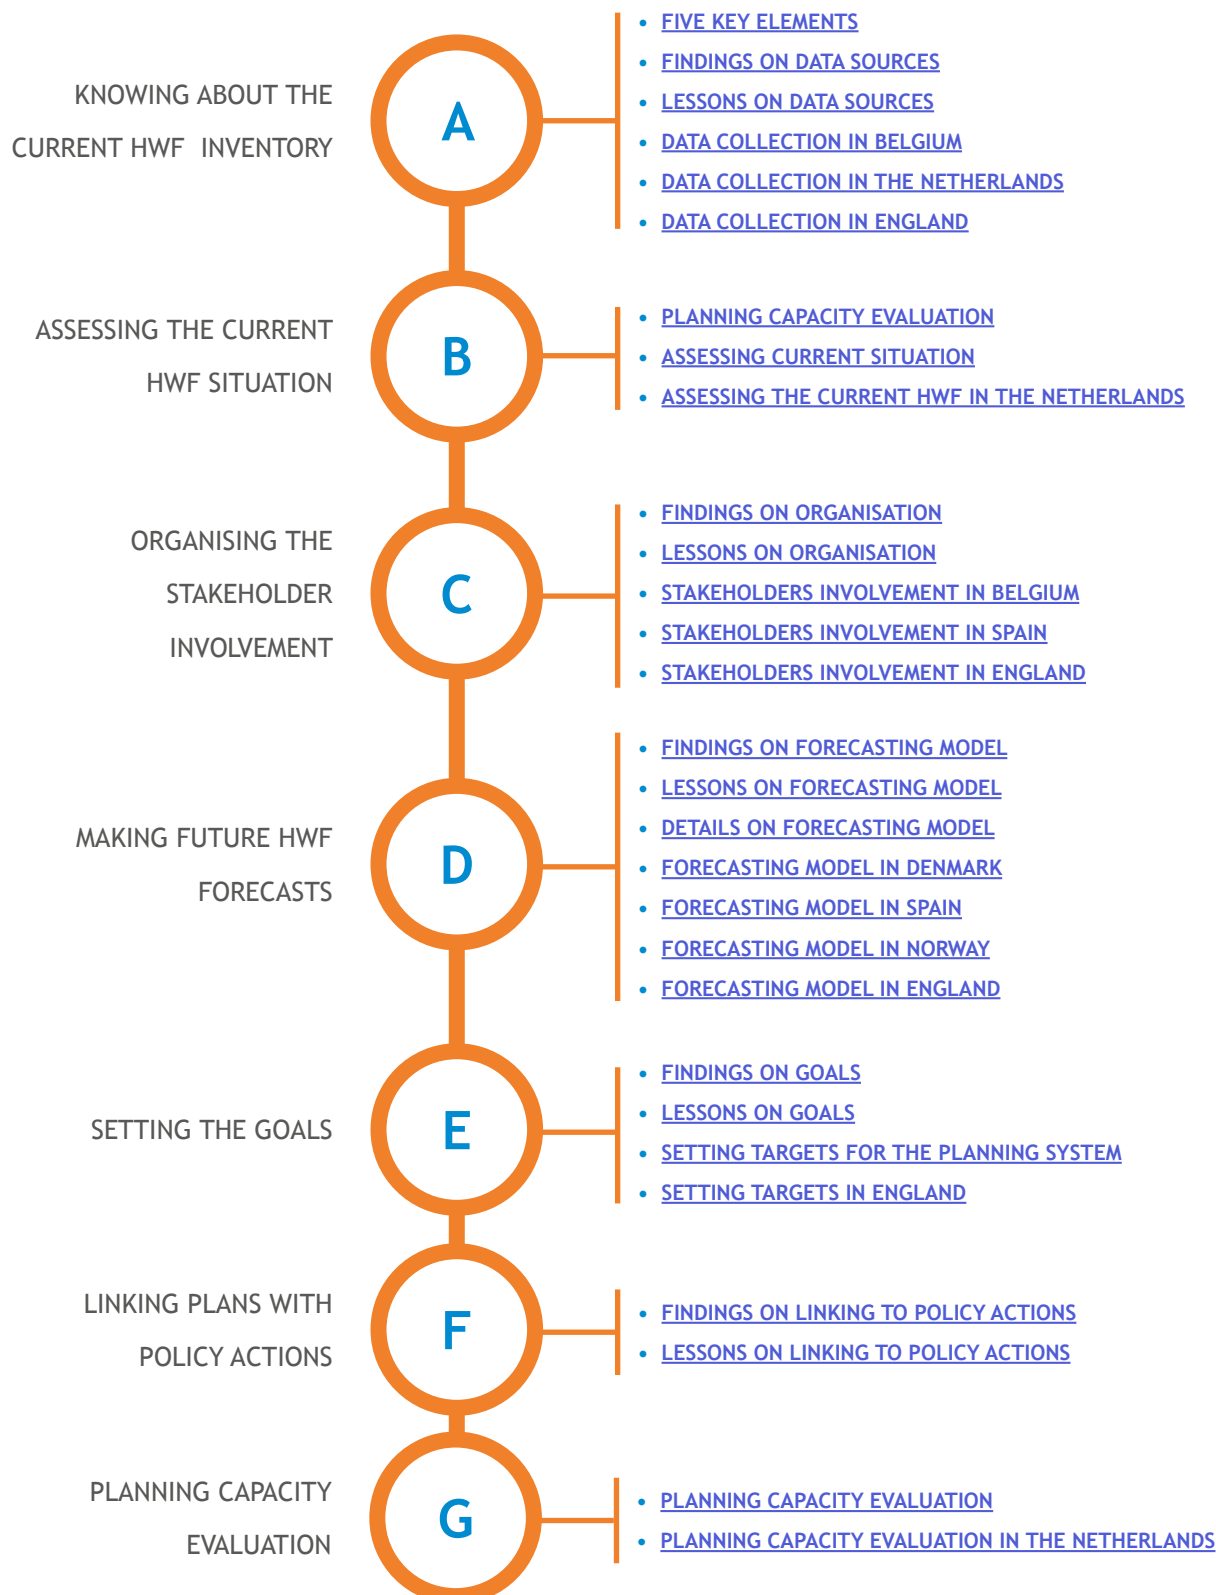 KNOWING ABOUT THE
CURRENT HWF INVENTORY
A
• FIVE KEY ELEMENTS
• FINDINGS ON DATA SOURCES
• LESSONS ON DATA SOURCES
• DATA COLLECTION IN BELGIUM
• DATA COLLECTION IN THE NETHERLANDS
• DATA COLLECTION IN ENGLAND
ASSESSING THE CURRENT
HWF SITUATION
B
• PLANNING CAPACITY EVALUATION
• ASSESSING CURRENT SITUATION
• ASSESSING THE CURRENT HWF IN THE NETHERLANDS
ORGANISING THE
STAKEHOLDER
INVOLVEMENT
C
• FINDINGS ON ORGANISATION
• LESSONS ON ORGANISATION
• STAKEHOLDERS INVOLVEMENT IN BELGIUM
• STAKEHOLDERS INVOLVEMENT IN SPAIN
• STAKEHOLDERS INVOLVEMENT IN ENGLAND
MAKING FUTURE HWF
FORECASTS
D
• FINDINGS ON FORECASTING MODEL
• LESSONS ON FORECASTING MODEL
• DETAILS ON FORECASTING MODEL
• FORECASTING MODEL IN DENMARK
• FORECASTING MODEL IN SPAIN
• FORECASTING MODEL IN NORWAY
• FORECASTING MODEL IN ENGLAND
SETTING THE GOALS
E
• FINDINGS ON GOALS
• LESSONS ON GOALS
• SETTING TARGETS FOR THE PLANNING SYSTEM
• SETTING TARGETS IN ENGLAND
LINKING PLANS WITH
POLICY ACTIONS
F
• FINDINGS ON LINKING TO POLICY ACTIONS
• LESSONS ON LINKING TO POLICY ACTIONS
PLANNING CAPACITY
EVALUATION
G
• PLANNING CAPACITY EVALUATION
• PLANNING CAPACITY EVALUATION IN THE NETHERLANDS